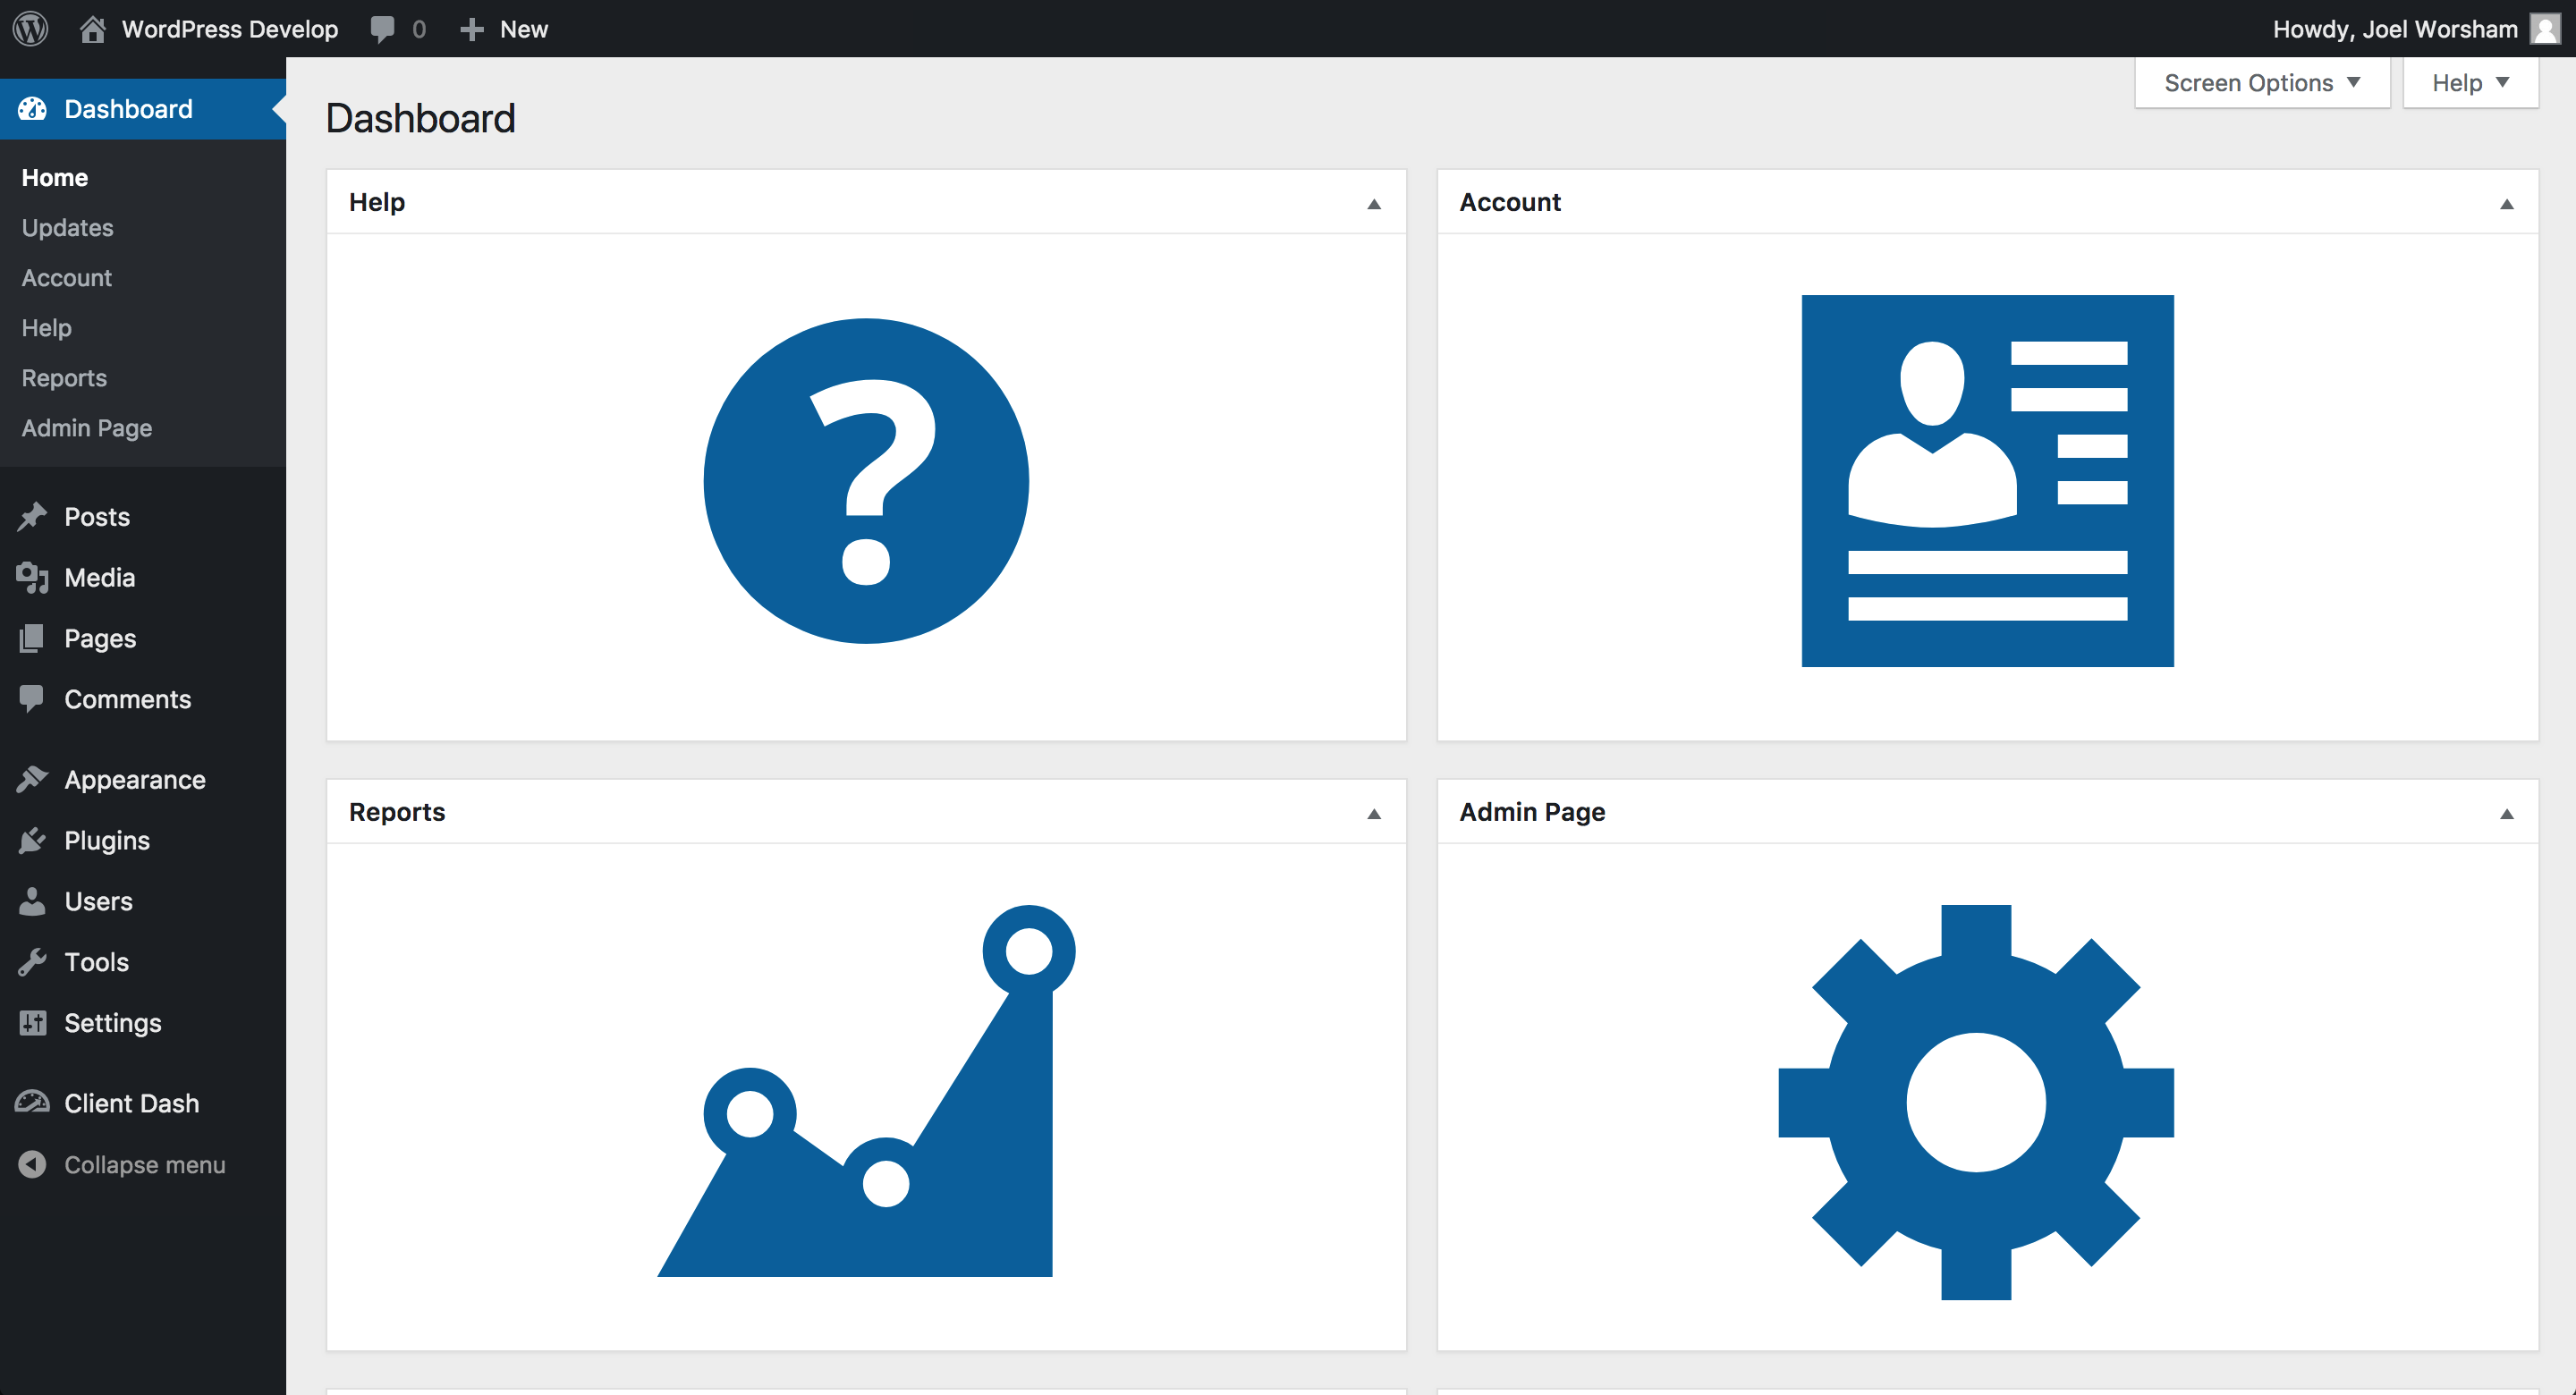 WordPress Develop 0 New Howdy, Joel Worsham
Dashboard
Home
Updates
Account
Help
Reports
Admin Page
Posts
Media
Pages
Comments
Appearance
Plugins
Users
Tools
Settings
Client Dash
Collapse menu
Screen Options Help
Dashboard
Help
?
Account
Reports
Admin Page